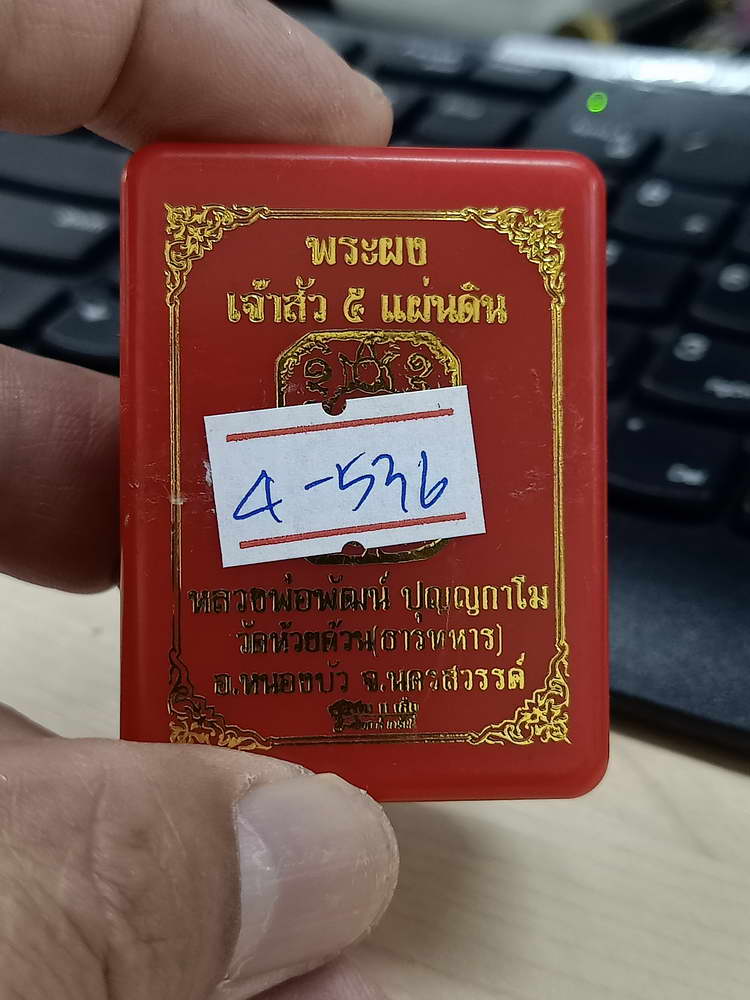 พระผง
เจ้าสัว ๕ แผ่นดิน
4-536
หลวงพ่อพัฒน์ ปุญญกาโม
วัดห้วยด้วน(ธารทหาร)
อ.หนองบัว จ.นครสวรรค์